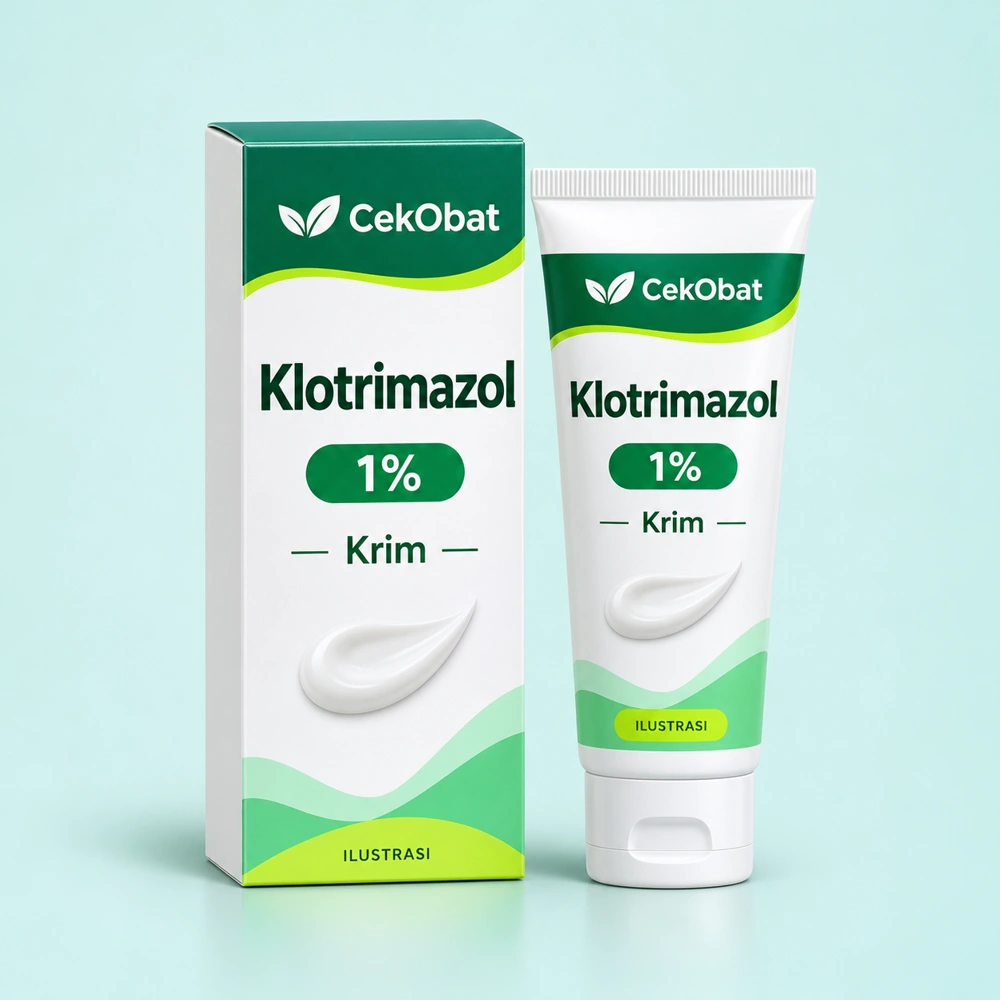 CekObat
Klotrimazol
1%
Krim
ILUSTRASI
CekObat
Klotrimazol
1%
Krim
ILUSTRASI